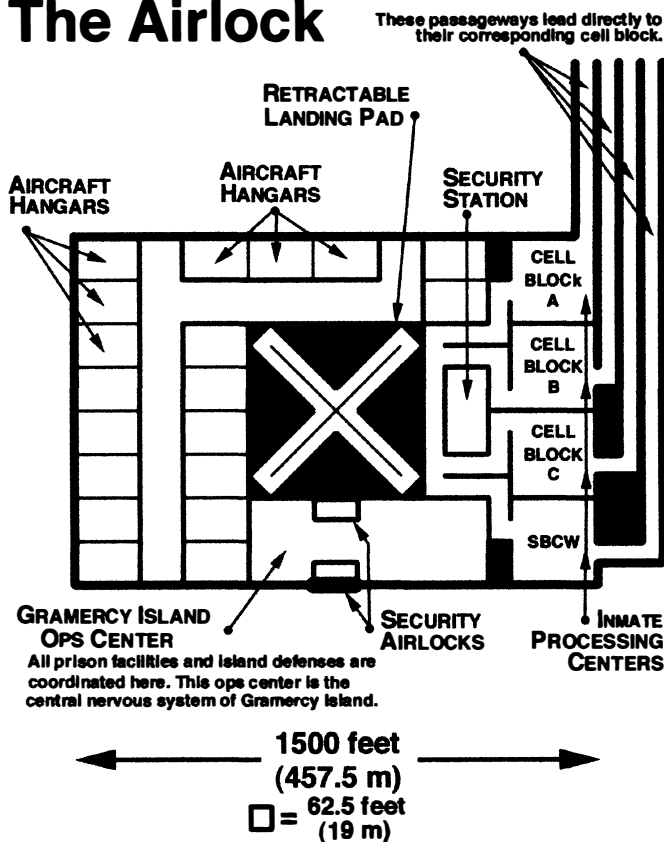 The Airlock
These passageways lead directly to
their corresponding cell block.
RETRACTABLE
LANDING PAD
AIRCRAFT
HANGARS
AIRCRAFT
HANGARS
SECURITY
STATION
CELL
BLOCK
A
CELL
BLOCK
B
CELL
BLOCK
C
SBCW
GRAMERCY ISLAND
OPS CENTER
All prison facilities and island defenses are
coordinated here. This ops center is the
central nervous system of Gramercy Island.
SECURITY
AIRLOCKS
INMATE
PROCESSING
CENTERS
1500 feet
(457.5 m)
= 62.5 feet
(19 m)